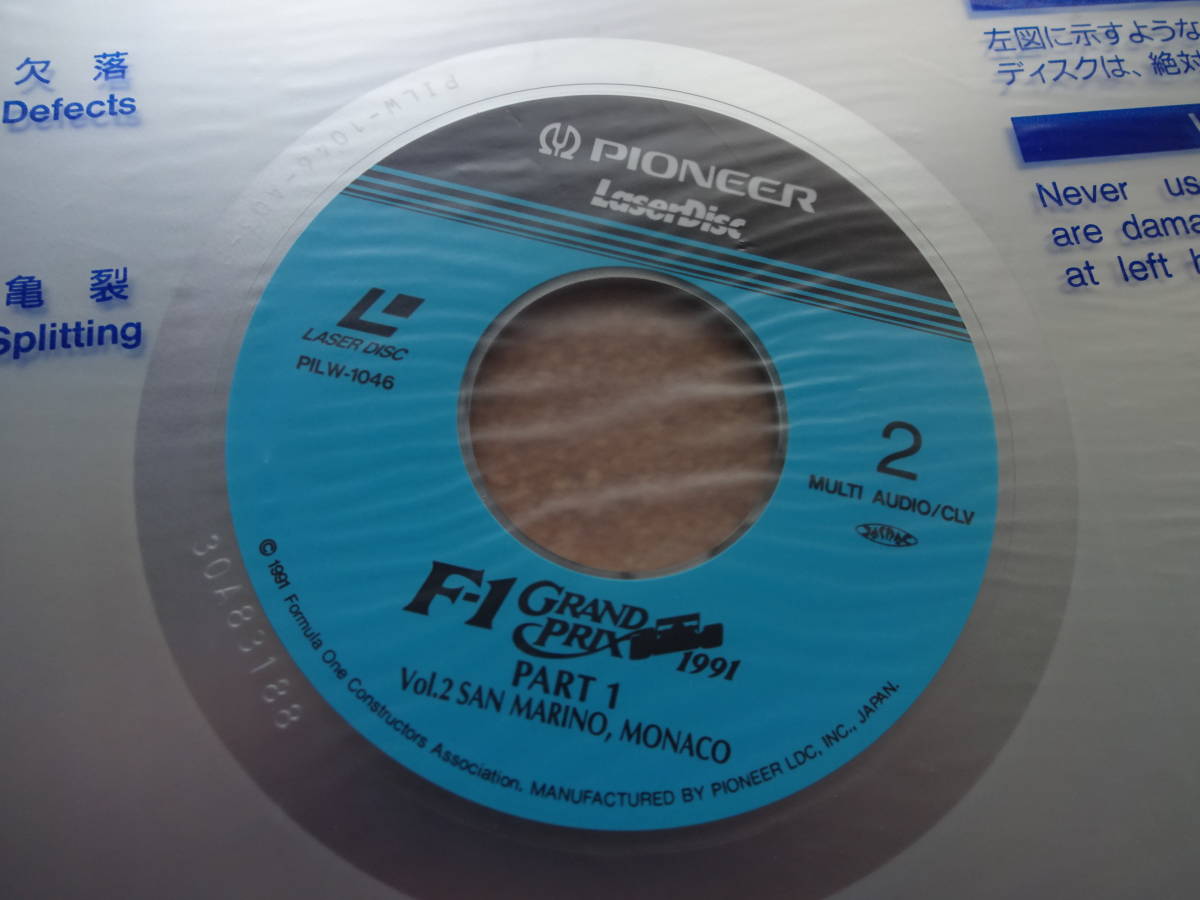 欠 落
Defects
亀 裂
Splitting
左図に示すような
ディスクは、絶対
Never us
are dama
at left h
PIONEER
LaserDisc
LASER DISC
PILW-1046
2
MULTI AUDIO/CLV
F-1 GRAND PRIX 1991
PART 1
Vol.2 SAN MARINO, MONACO
© 1991 Formula One Constructors Association. MANUFACTURED BY PIONEER LDC, INC., JAPAN.
30A83188